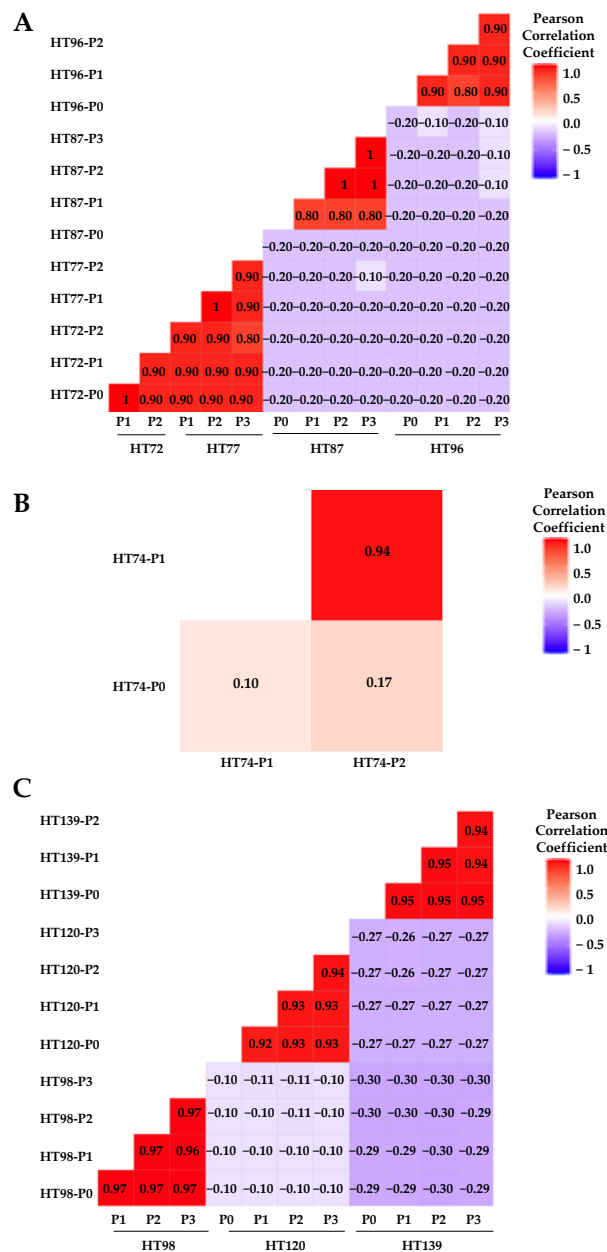 A
Pearson
Correlation
Coefficient
1.0
0.5
0.0
−0.5
−1
HT96-P2 0.90
HT96-P1 0.90 0.90
HT96-P0 0.90 0.80 0.90
HT87-P3 −0.20 −0.10 −0.20 −0.10
HT87-P2 1 −0.20 −0.20 −0.20 −0.10
HT87-P1 1 1 −0.20 −0.20 −0.20 −0.10
HT87-P0 0.80 0.80 0.80 −0.20 −0.20 −0.20 −0.20
−0.20 −0.20 −0.20 −0.20 −0.20 −0.20 −0.20 −0.20
HT77-P2 0.90 −0.20 −0.20 −0.20 −0.10 −0.20 −0.20 −0.20 −0.20
HT77-P1 1 0.90 −0.20 −0.20 −0.20 −0.20 −0.20 −0.20 −0.20 −0.20
HT72-P2 0.90 0.90 0.80 −0.20 −0.20 −0.20 −0.20 −0.20 −0.20 −0.20 −0.20
HT72-P1 0.90 0.90 0.90 0.90 −0.20 −0.20 −0.20 −0.20 −0.20 −0.20 −0.20 −0.20
HT72-P0 1 0.90 0.90 0.90 0.90 −0.20 −0.20 −0.20 −0.20 −0.20 −0.20 −0.20 −0.20
P1 P2 P1 P2 P3 P0 P1 P2 P3 P0 P1 P2 P3
HT72 HT77 HT87 HT96
B
Pearson
Correlation
Coefficient
1.0
0.5
0.0
−0.5
−1
HT74-P1 0.94
HT74-P0 0.10 0.17
HT74-P1 HT74-P2
C
Pearson
Correlation
Coefficient
1.0
0.5
0.0
−0.5
−1
HT139-P2 0.94
HT139-P1 0.95 0.94
HT139-P0 0.95 0.95 0.95
HT120-P3 −0.27 −0.26 −0.27 −0.27
HT120-P2 0.94 −0.27 −0.26 −0.27 −0.27
HT120-P1 0.93 0.93 −0.27 −0.27 −0.27 −0.27
HT120-P0 0.92 0.93 0.93 −0.27 −0.27 −0.27 −0.27
HT98-P3 −0.10 −0.11 −0.11 −0.10 −0.30 −0.30 −0.30 −0.30
HT98-P2 0.97 −0.10 −0.10 −0.11 −0.10 −0.30 −0.30 −0.30 −0.29
HT98-P1 0.97 0.96 −0.10 −0.10 −0.10 −0.10 −0.29 −0.29 −0.30 −0.29
HT98-P0 0.97 0.97 0.97 −0.10 −0.10 −0.10 −0.10 −0.29 −0.29 −0.30 −0.29
P1 P2 P3 P0 P1 P2 P3 P0 P1 P2 P3
HT98 HT120 HT139